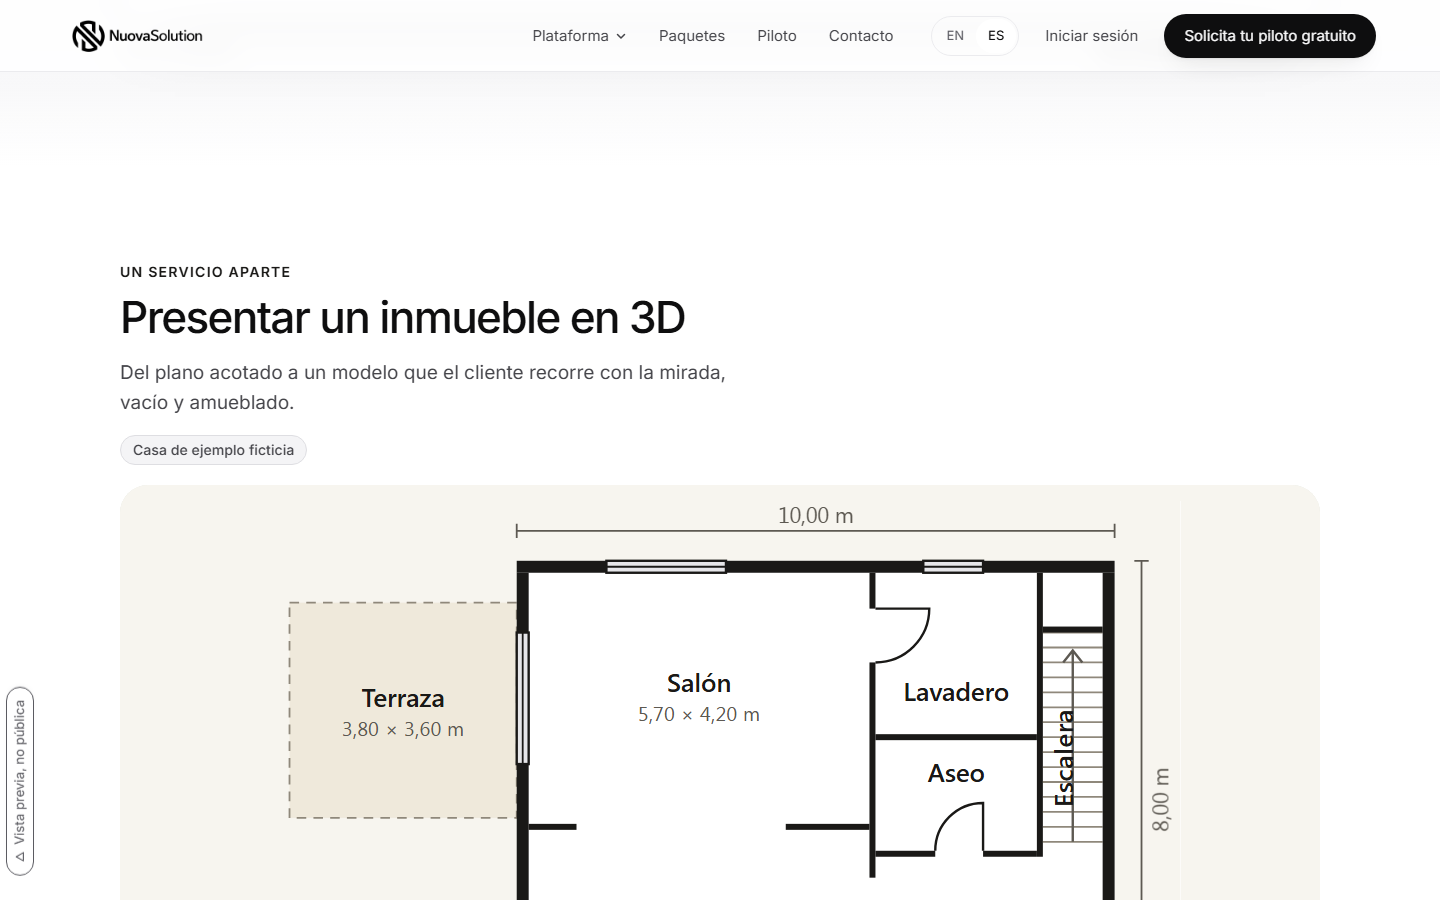 NuovaSolution
Plataforma
Paquetes
Piloto
Contacto
EN
ES
Iniciar sesión
Solicita tu piloto gratuito
UN SERVICIO APARTE
Presentar un inmueble en 3D
Del plano acotado a un modelo que el cliente recorre con la mirada,
vacío y amueblado.
Casa de ejemplo ficticia
10,00 m
Terraza
3,80 × 3,60 m
Salón
5,70 × 4,20 m
Lavadero
Aseo
Escalera
8,00 m
Vista previa, no pública